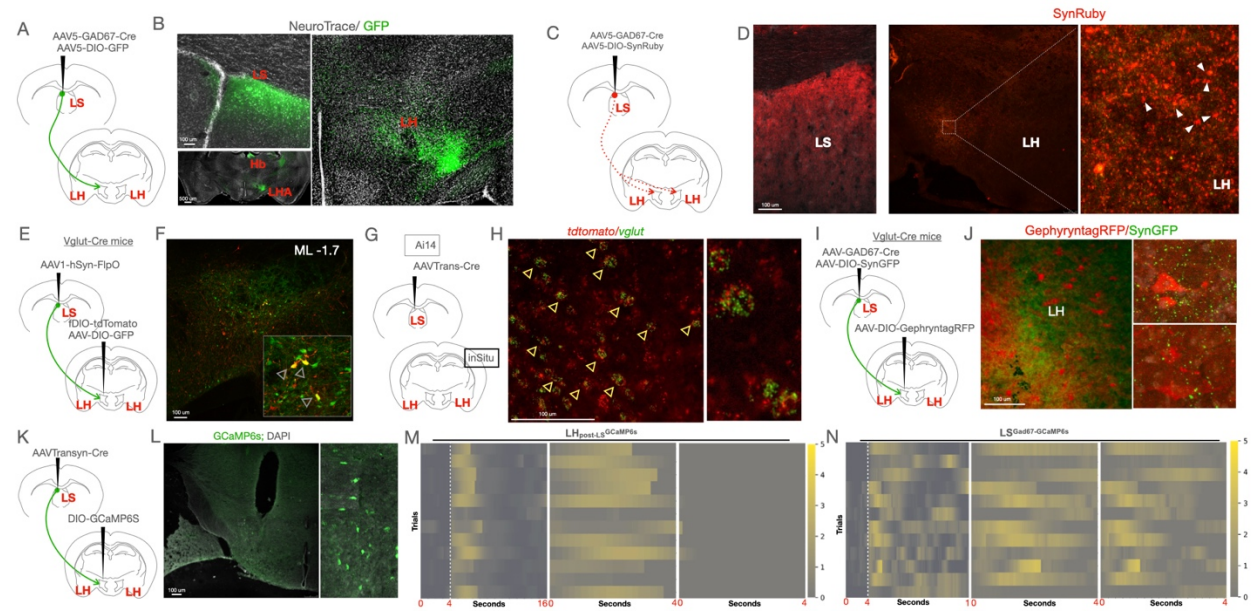 A
AAV5-GAD67-Cre
AAV5-DIO-GFP
LS
LH
LH
B
NeuroTrace/ GFP
LS
100 um
Hb
LHA
500 um
LH
C
AAV5-GAD67-Cre
AAV5-DIO-SynRuby
LS
LH
LH
D
SynRuby
LS
100 um
LH
LH
E
Vglut-Cre mice
AAV1-hSyn-FlpO
LS
fDIO-tdTomato
AAV-DIO-GFP
LH
LH
F
ML -1.7
100 um
G
Ai14
AAVTrans-Cre
LS
inSitu
LH
LH
H
tdtomato/vglut
100 um
I
Vglut-Cre mice
AAV-GAD67-Cre
AAV-DIO-SynGFP
LS
AAV-DIO-GephryntagRFP
LH
LH
J
GephyryntagRFP/SynGFP
LH
100 um
K
AAVTransyn-Cre
LS
DIO-GCaMP6S
LH
LH
L
GCaMP6s; DAPI
100 um
M
LHpost-LS GCaMP6s
Trials
5
4
3
2
1
0
0 4 Seconds 160 Seconds 40 Seconds 4
N
LSGad67-GCaMP6s
Trials
5
4
3
2
1
0
0 4 Seconds 10 Seconds 40 Seconds 4